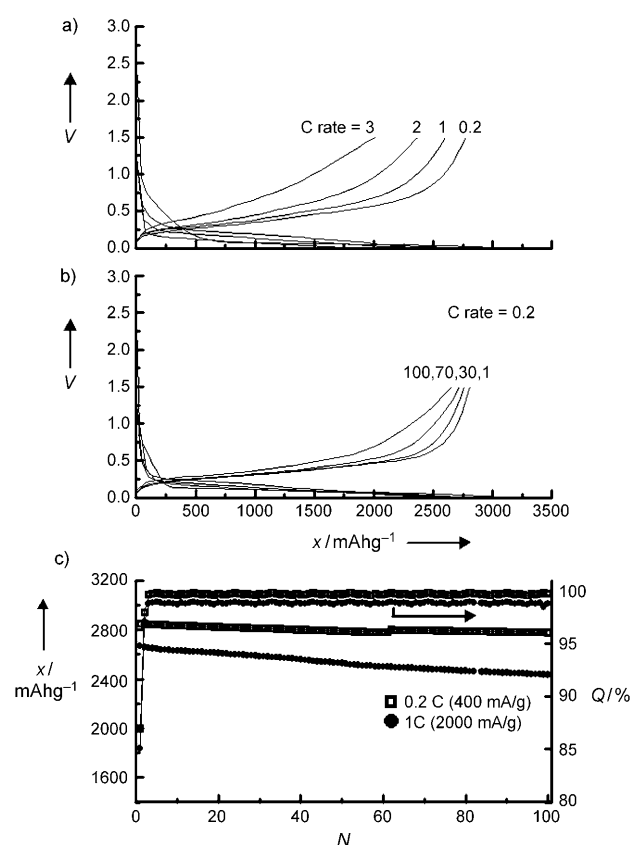 a)
3.0
2.5
2.0
1.5
1.0
0.5
0.0
V
C rate = 3 2 1 0.2
b)
3.0
2.5
2.0
1.5
1.0
0.5
0.0
V
C rate = 0.2
100,70,30,1
0 500 1000 1500 2000 2500 3000 3500
x/mAhg⁻¹
c)
3200
2800
2400
2000
1600
x/
mAhg⁻¹
100
95
90
85
80
Q/%
0.2 C (400 mA/g)
1C (2000 mA/g)
0 20 40 60 80 100
N